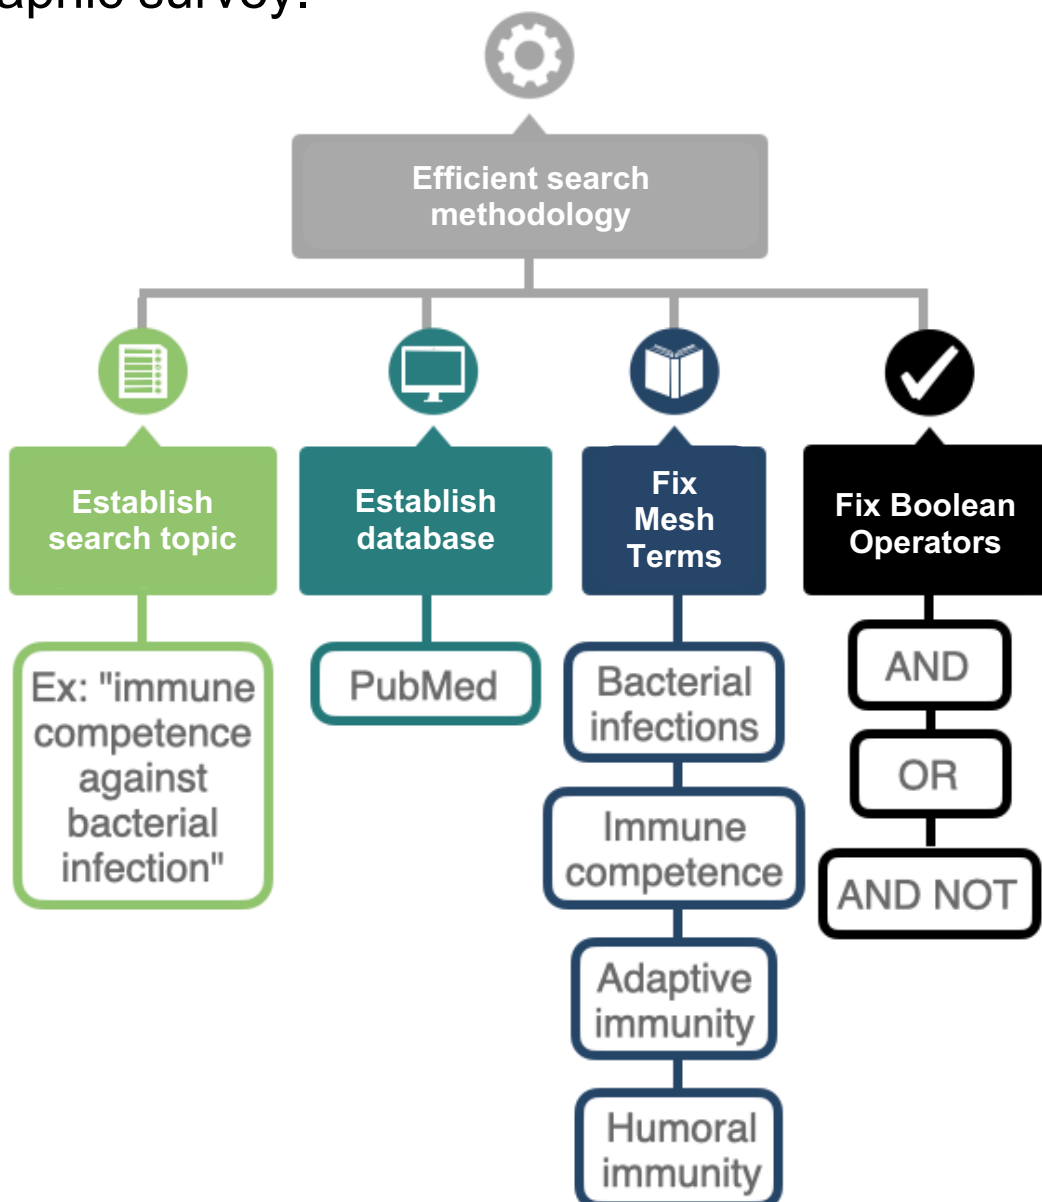 survey.
Efficient search
methodology
Establish
search topic
Ex: "immune
competence
against
bacterial
infection"
Establish
database
PubMed
Fix
Mesh
Terms
Bacterial
infections
Immune
competence
Adaptive
immunity
Humoral
immunity
Fix Boolean
Operators
AND
OR
AND NOT